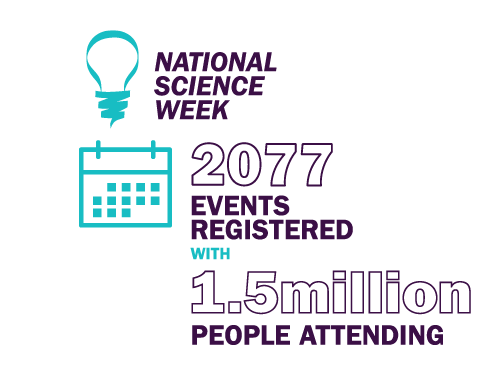 NATIONAL
SCIENCE
WEEK
2077
EVENTS
REGISTERED
WITH
1.5million
PEOPLE ATTENDING